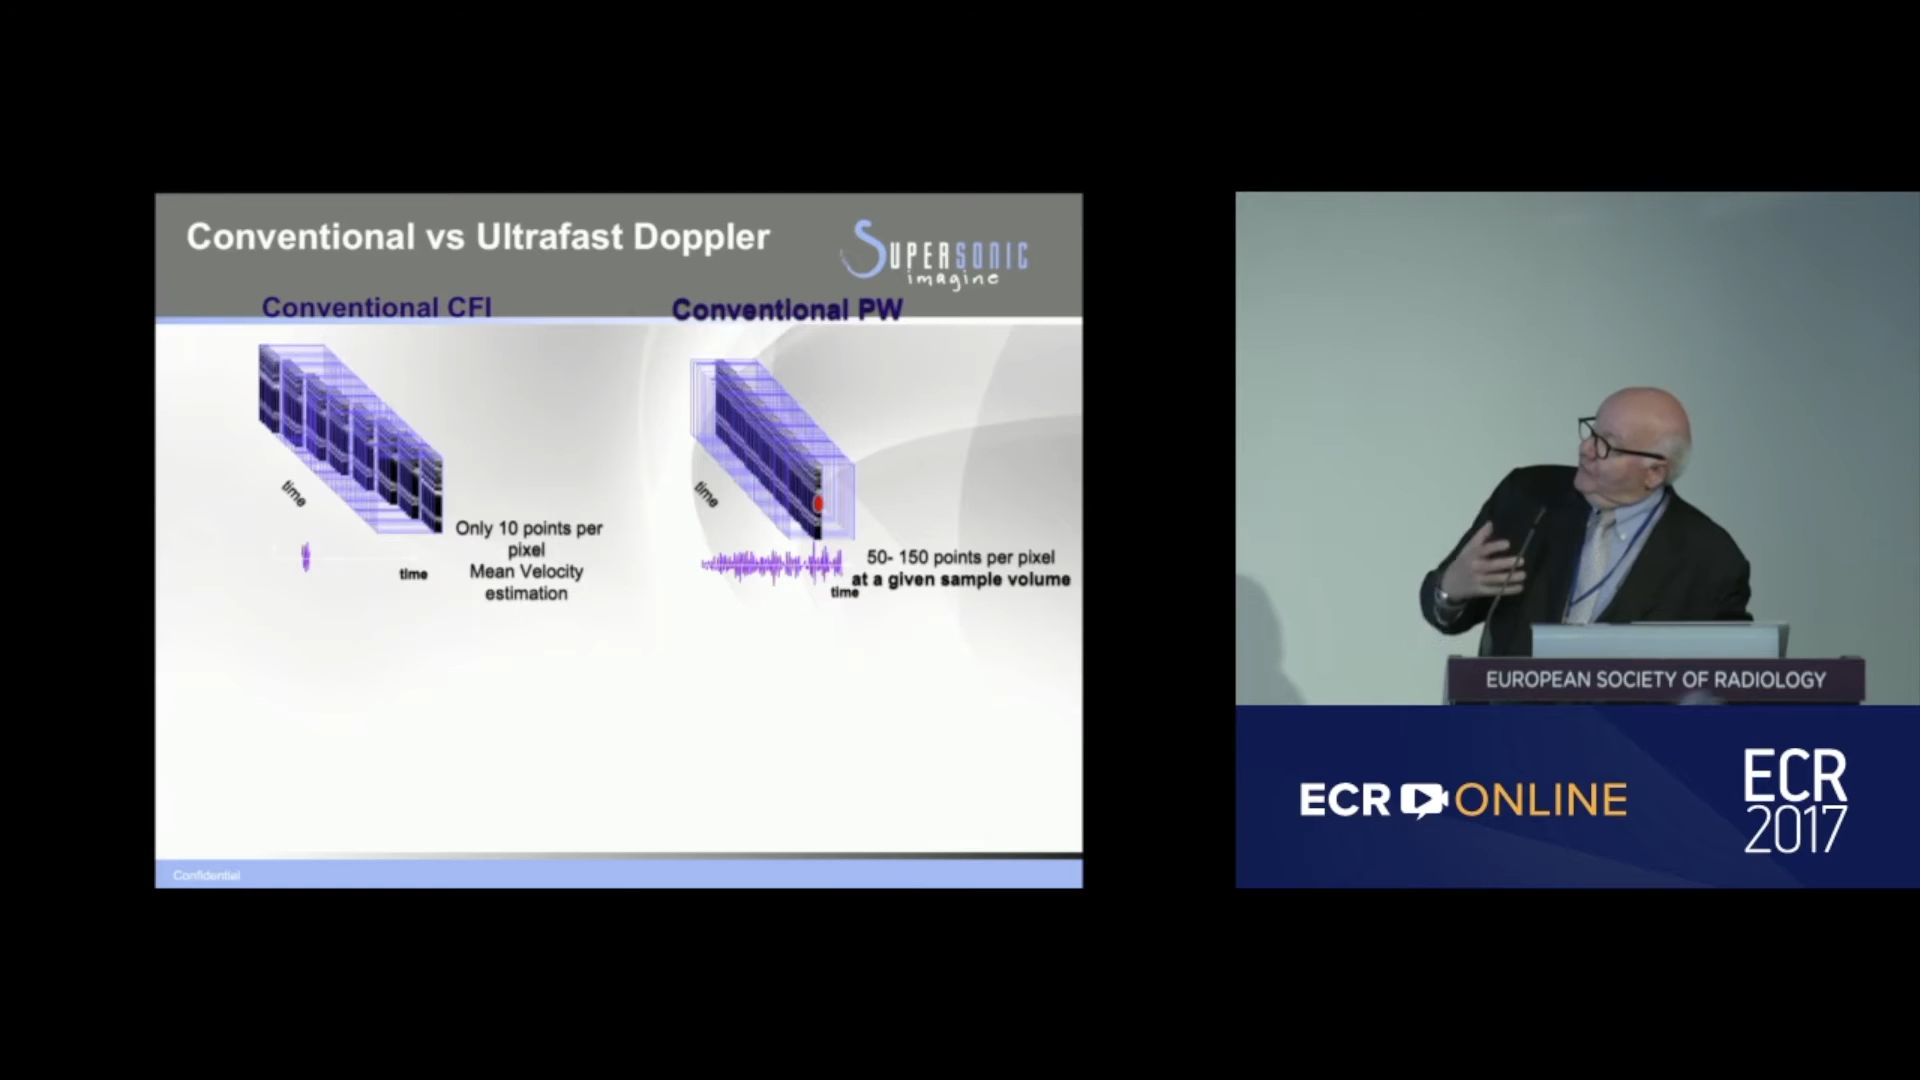 Conventional vs Ultrafast Doppler
SUPERSONIC
imagine
Conventional CFI
Conventional PW
time
time
Only 10 points per
pixel
Mean Velocity
estimation
time
50- 150 points per pixel
at a given sample volume
time
Confidential
EUROPEAN SOCIETY OF RADIOLOGY
ECR ONLINE
ECR
2017